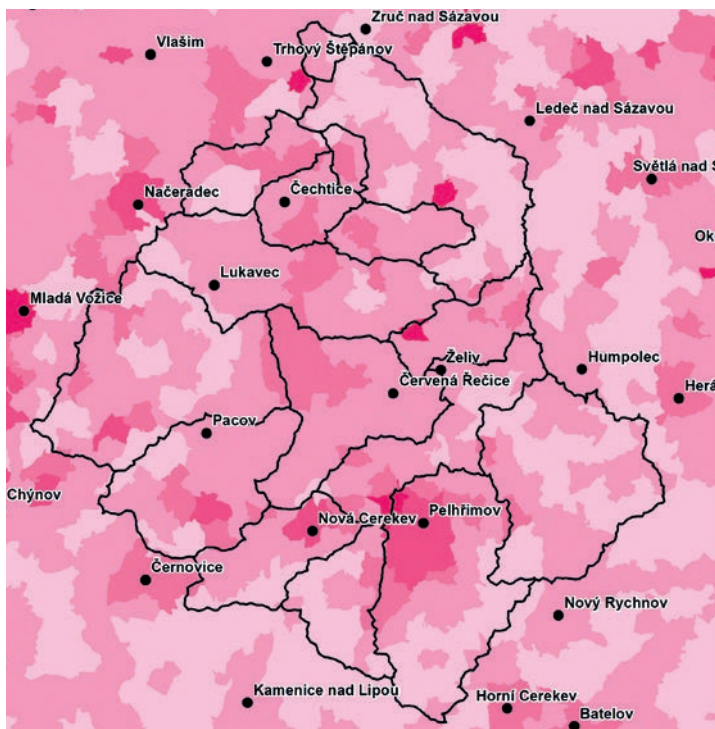 Zruč nad Sázavou
Vlašim
Trhový Štěpánov
Ledeč nad Sázavou
Světlá nad S
Načeradec
Čechtice
Ok
Lukavec
Mladá Vožice
Želiv
Humpolec
Červená Řečice
Herá
Pacov
Chýnov
Nová Cerekev
Pelhřimov
Černovice
Nový Rychnov
Kamenice nad Lipou
Horní Cerekev
Batelov